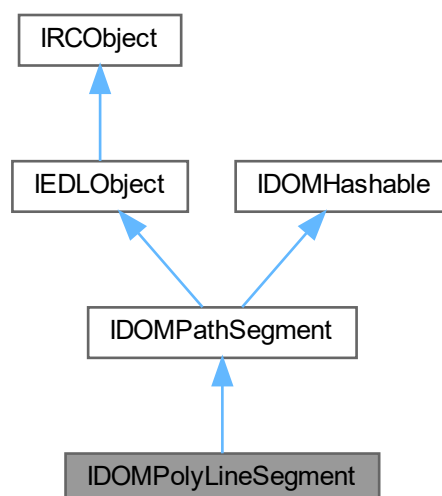 IRCObject
IEDLObject
IDOMHashable
IDOMPathSegment
IDOMPolyLineSegment